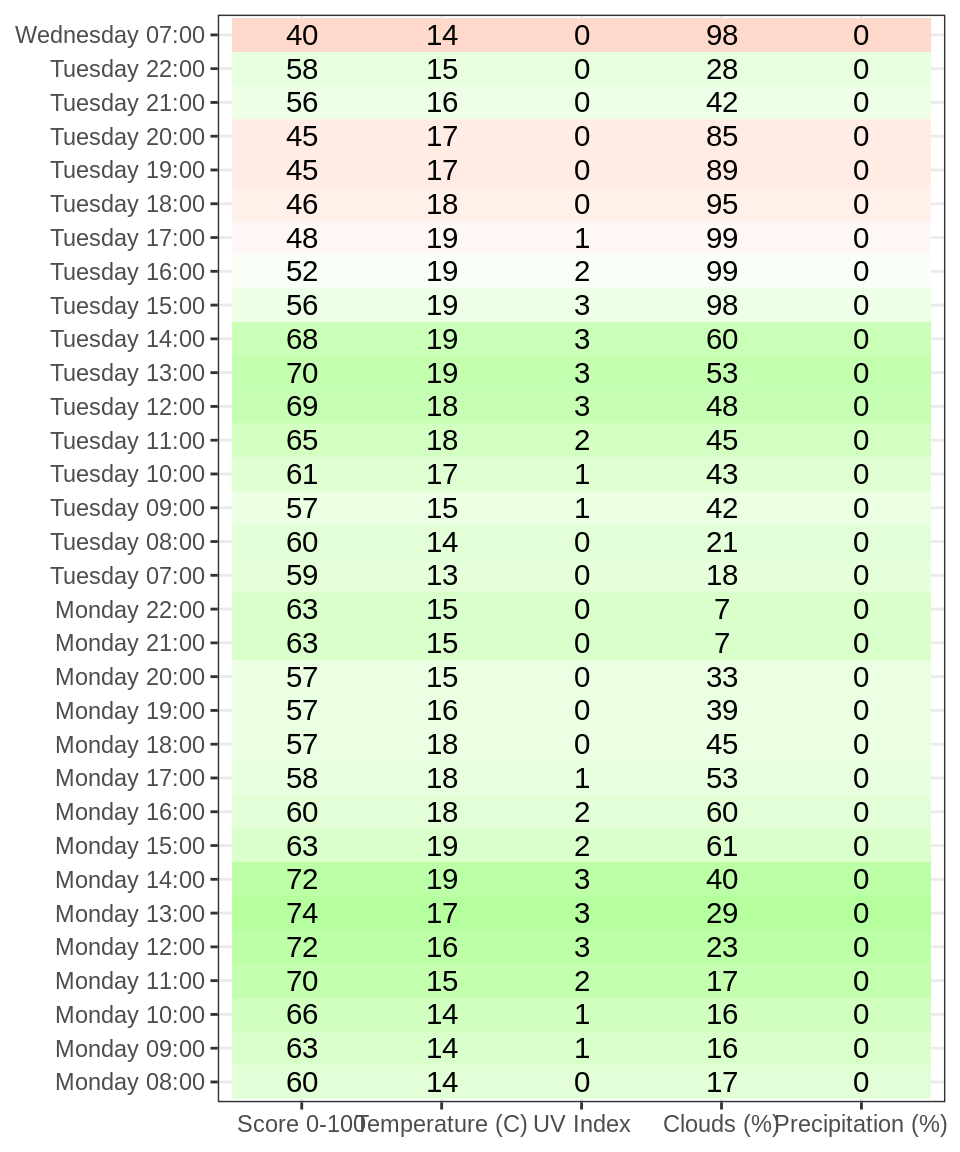 Wednesday 07:00 40 14 0 98 0
Tuesday 22:00 58 15 0 28 0
Tuesday 21:00 56 16 0 42 0
Tuesday 20:00 45 17 0 85 0
Tuesday 19:00 45 17 0 89 0
Tuesday 18:00 46 18 0 95 0
Tuesday 17:00 48 19 1 99 0
Tuesday 16:00 52 19 2 99 0
Tuesday 15:00 56 19 3 98 0
Tuesday 14:00 68 19 3 60 0
Tuesday 13:00 70 19 3 53 0
Tuesday 12:00 69 18 3 48 0
Tuesday 11:00 65 18 2 45 0
Tuesday 10:00 61 17 1 43 0
Tuesday 09:00 57 15 1 42 0
Tuesday 08:00 60 14 0 21 0
Tuesday 07:00 59 13 0 18 0
Monday 22:00 63 15 0 7 0
Monday 21:00 63 15 0 7 0
Monday 20:00 57 15 0 33 0
Monday 19:00 57 16 0 39 0
Monday 18:00 57 18 0 45 0
Monday 17:00 58 18 1 53 0
Monday 16:00 60 18 2 60 0
Monday 15:00 63 19 2 61 0
Monday 14:00 72 19 3 40 0
Monday 13:00 74 17 3 29 0
Monday 12:00 72 16 3 23 0
Monday 11:00 70 15 2 17 0
Monday 10:00 66 14 1 16 0
Monday 09:00 63 14 1 16 0
Monday 08:00 60 14 0 17 0
Score 0-100 Temperature (C) UV Index Clouds (%) Precipitation (%)